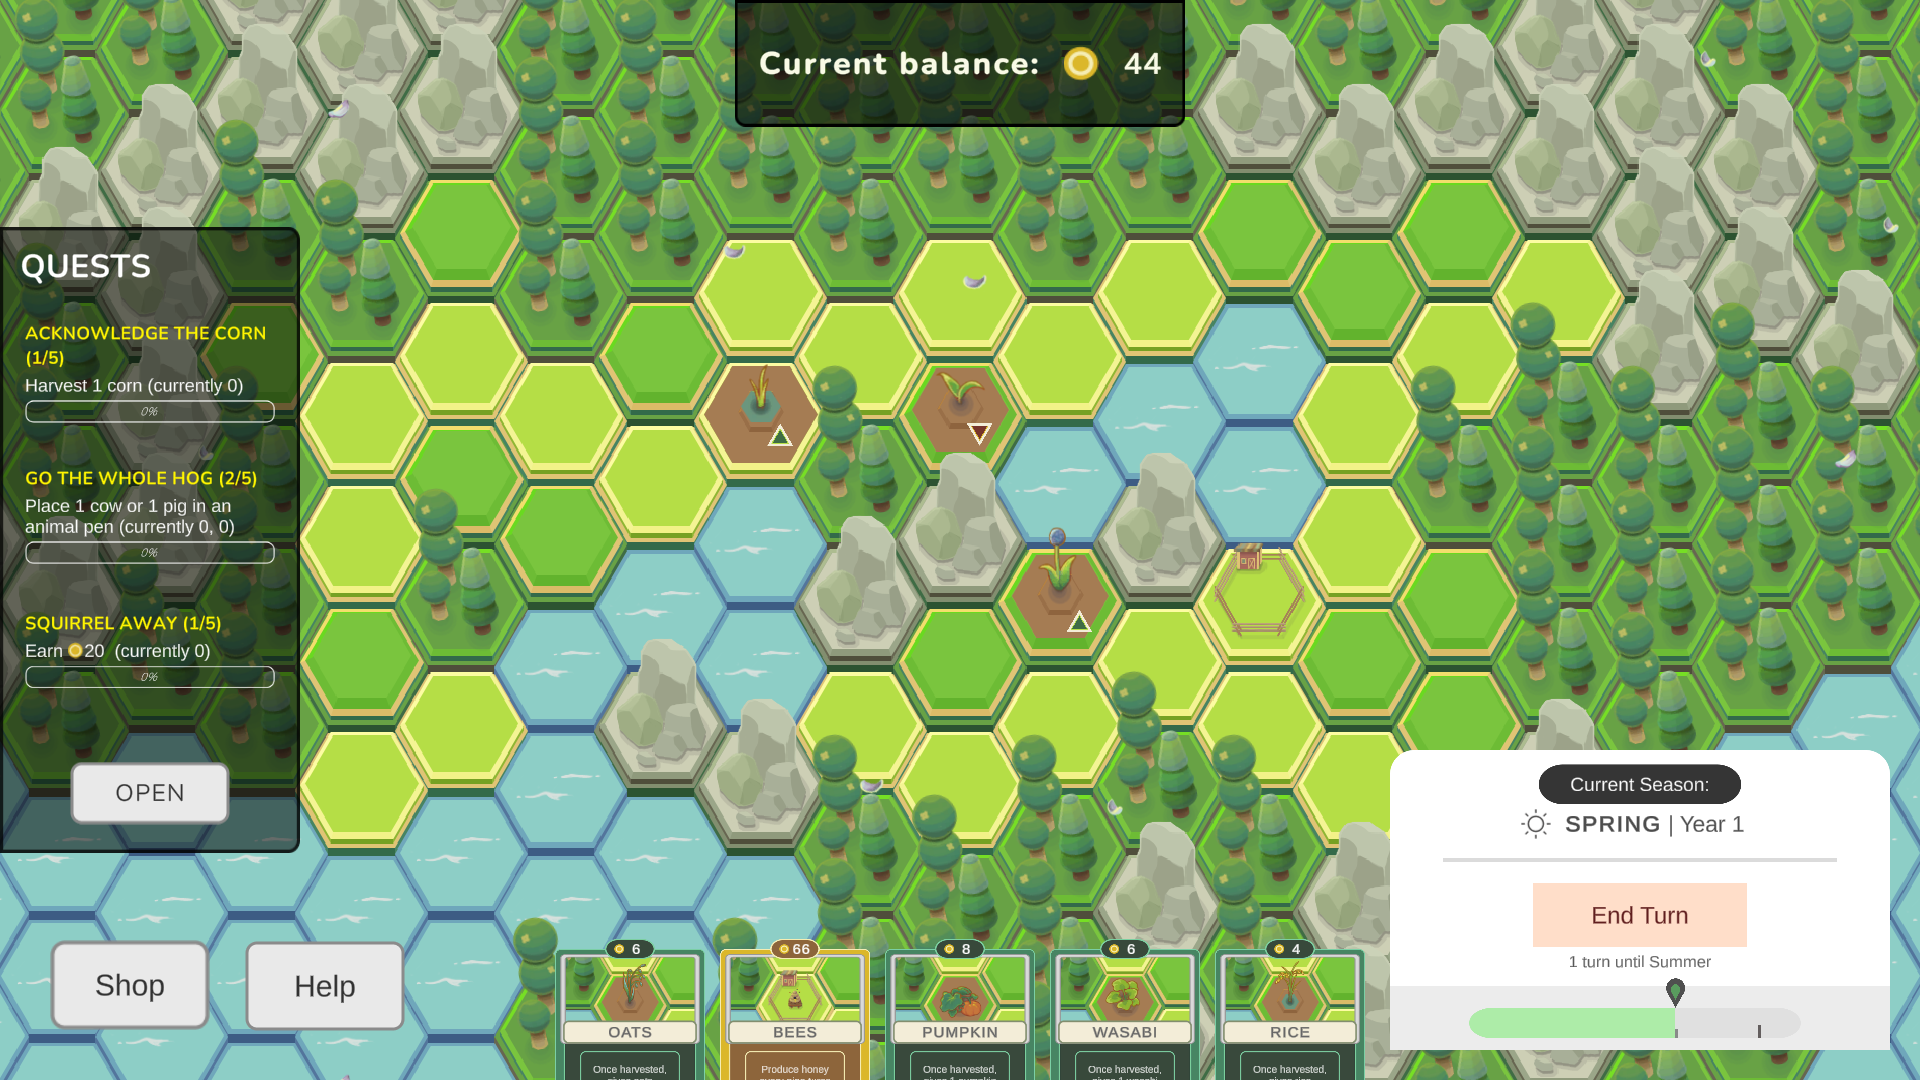 Current balance: 44
QUESTS
ACKNOWLEDGE THE CORN
(1/5)
Harvest 1 corn (currently 0)
0%
GO THE WHOLE HOG (2/5)
Place 1 cow or 1 pig in an
animal pen (currently 0, 0)
0%
SQUIRREL AWAY (1/5)
Earn 20 (currently 0)
0%
OPEN
Shop
Help
6
OATS
Once harvested,
66
BEES
Produce honey
8
PUMPKIN
Once harvested,
6
WASABI
Once harvested,
4
RICE
Once harvested,
Current Season:
SPRING | Year 1
End Turn
1 turn until Summer